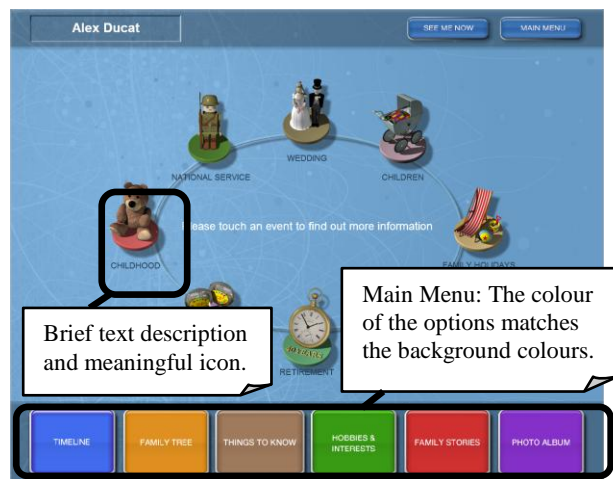 Alex Ducat
SEE ME NOW
MAIN MENU
WEDDING
NATIONAL SERVICE
CHILDREN
Please touch an event to find out more information
CHILDHOOD
FAMILY HOLIDAYS
Brief text description
and meaningful icon.
Main Menu: The colour
of the options matches
the background colours.
RETIREMENT
TIMELINE
FAMILY TREE
THINGS TO KNOW
HOBBIES &
INTERESTS
FAMILY STORIES
PHOTO ALBUM